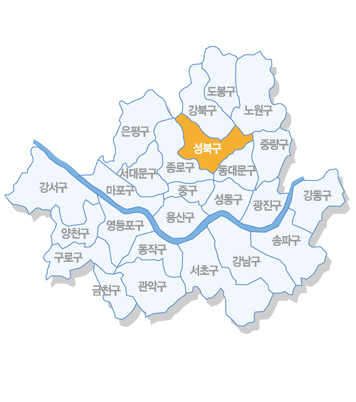 도봉구
강북구
노원구
은평구
성북구
중랑구
서대문구
종로구
동대문구
강서구
마포구
중구
성동구
강동구
광진구
용산구
영등포구
양천구
송파구
동작구
구로구
강남구
서초구
금천구
관악구